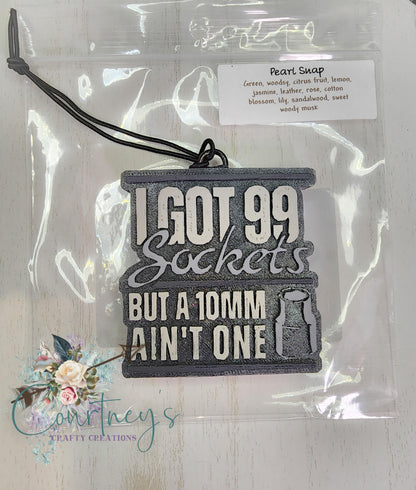 Pearl Snap
Green, woodsy, citrus fruit, lemon,
jasmine, leather, rose, cotton
blossom, lily, sandalwood, sweet
woody musk
I GOT 99
Sockets
BUT A 10MM
AIN'T ONE
Courtney's
CRAFTY CREATIONS